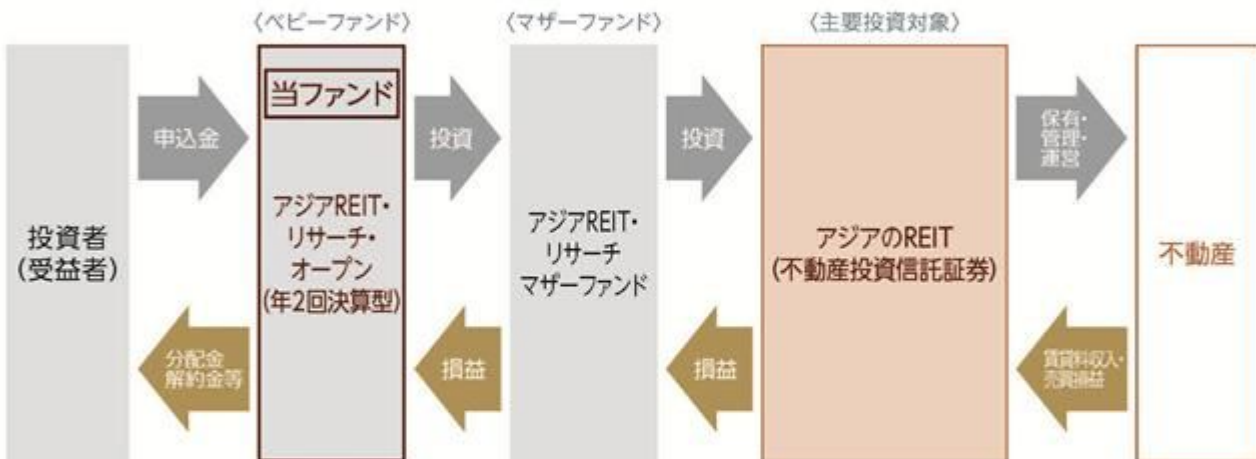 〈ベビーファンド〉
〈マザーファンド〉
〈主要投資対象〉
投資者
(受益者)
申込金
分配金
解約金等
当ファンド
アジアREIT・
リサーチ・
オープン
(年2回決算型)
投資
損益
アジアREIT・
リサーチ
マザーファンド
投資
損益
アジアのREIT
(不動産投資信託証券)
保有・
管理・
運営
賃貸料収入・
売買損益
不動産